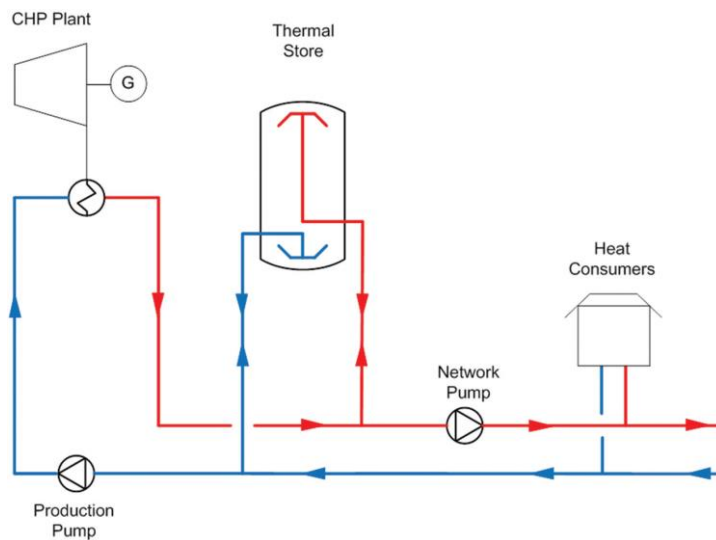 CHP Plant
G
Thermal
Store
Heat
Consumers
Network
Pump
Production
Pump